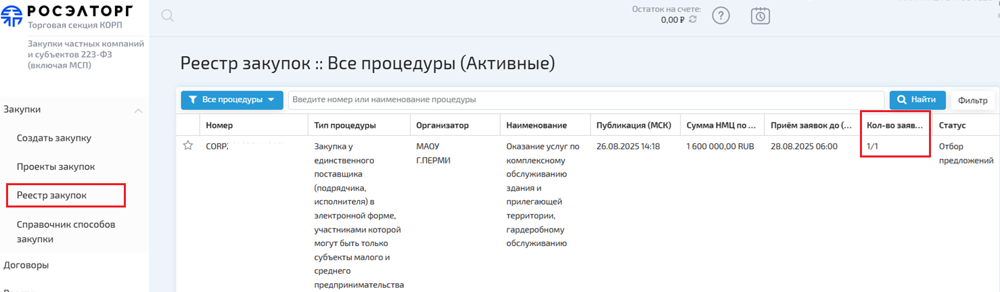 РОСЭЛТОРГ
Торговая секция КОРП
Закупки частных компаний
и субъектов 223-ФЗ
(включая МСП)
Закупки
Создать закупку
Проекты закупок
Реестр закупок
Справочник способов
закупки
Договоры
Остаток на счете:
0,00 ₽
Реестр закупок :: Все процедуры (Активные)
Все процедуры
Введите номер или наименование процедуры
Найти
Фильтр
Номер
Тип процедуры
Организатор
Наименование
Публикация (МСК)
Сумма НМЦ по ...
Приём заявок до (...
Кол-во заяв...
Статус
CORP
Закупка у
единственного
поставщика
(подрядчика,
исполнителя) в
электронной форме,
участниками которой
могут быть только
субъекты малого и
среднего
предпринимательства
МАОУ
Г.ПЕРМИ
Оказание услуг по
комплексному
обслуживанию
здания и
прилегающей
территории,
гардеробному
обслуживанию
26.08.2025 14:18
1 600 000,00 RUB
28.08.2025 06:00
1/1
Отбор
предложений